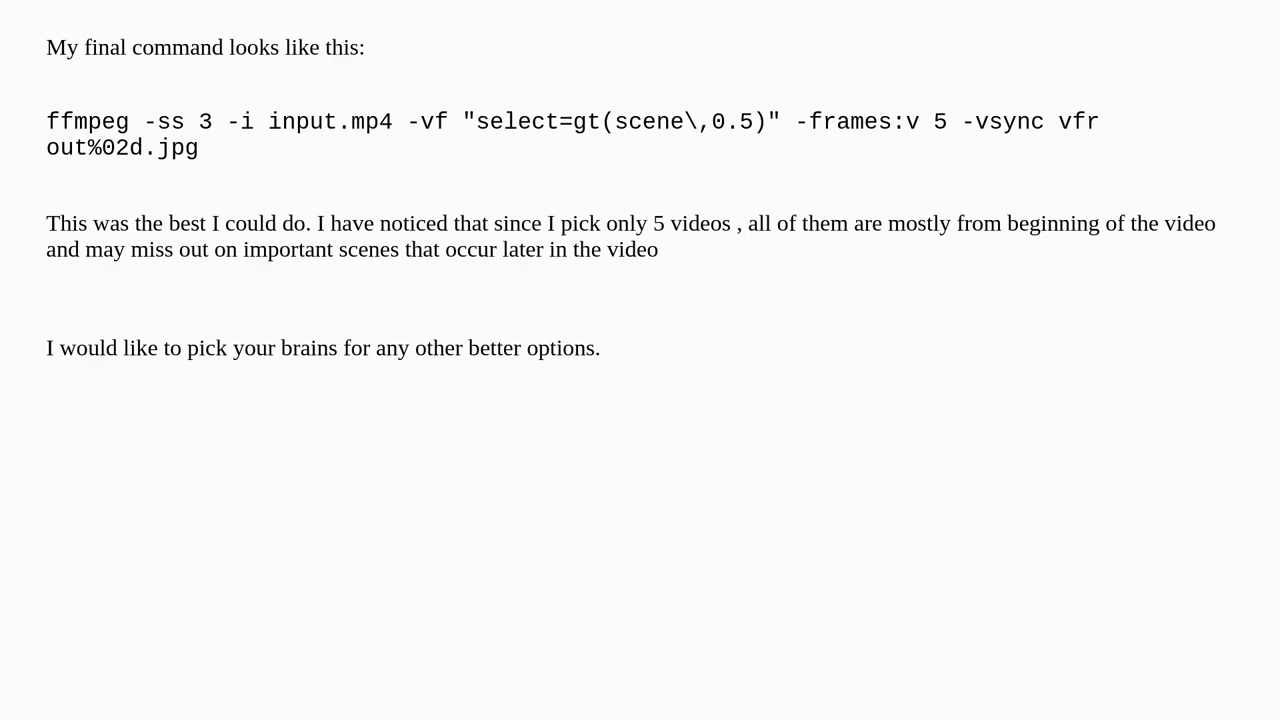 My final command looks like this:
ffmpeg -ss 3 -i input.mp4 -vf "select=gt(scene\,0.5)" -frames:v 5 -vsync vfr
out%02d.jpg
This was the best I could do. I have noticed that since I pick only 5 videos , all of them are mostly from beginning of the video
and may miss out on important scenes that occur later in the video
I would like to pick your brains for any other better options.